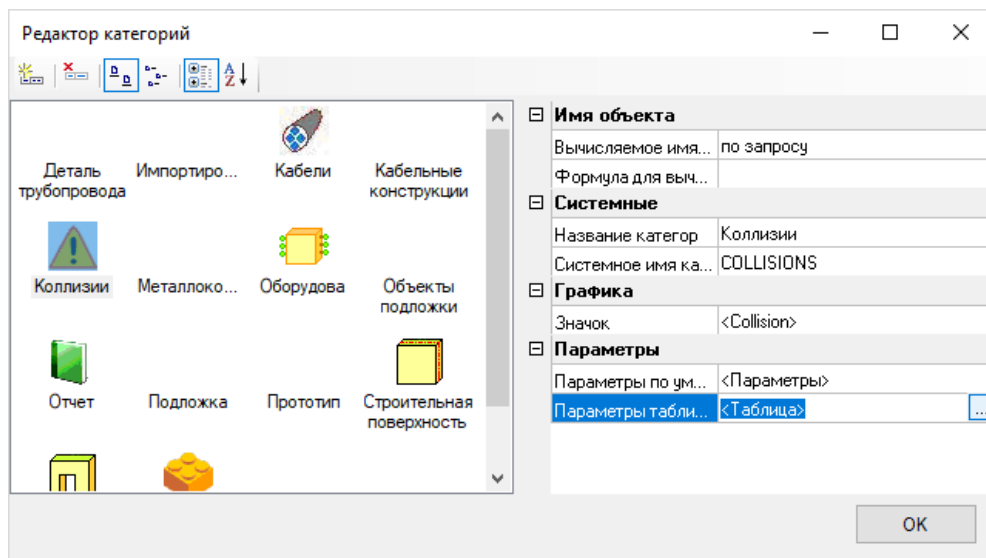 Редактор категорий
A
Z
Деталь трубопровода
Импортиро...
Кабели
Кабельные конструкции
Коллизии
Металлоко...
Оборудова
Объекты подложки
Отчет
Подложка
Прототип
Строительная поверхность
Имя объекта
Вычисляемое имя... по запросу
Формула для выч...
Системные
Название категор Коллизии
Системное имя ка... COLLISIONS
Графика
Значок <Collision>
Параметры
Параметры по ум... <Параметры>
Параметры табли... <Таблица>
...
OK